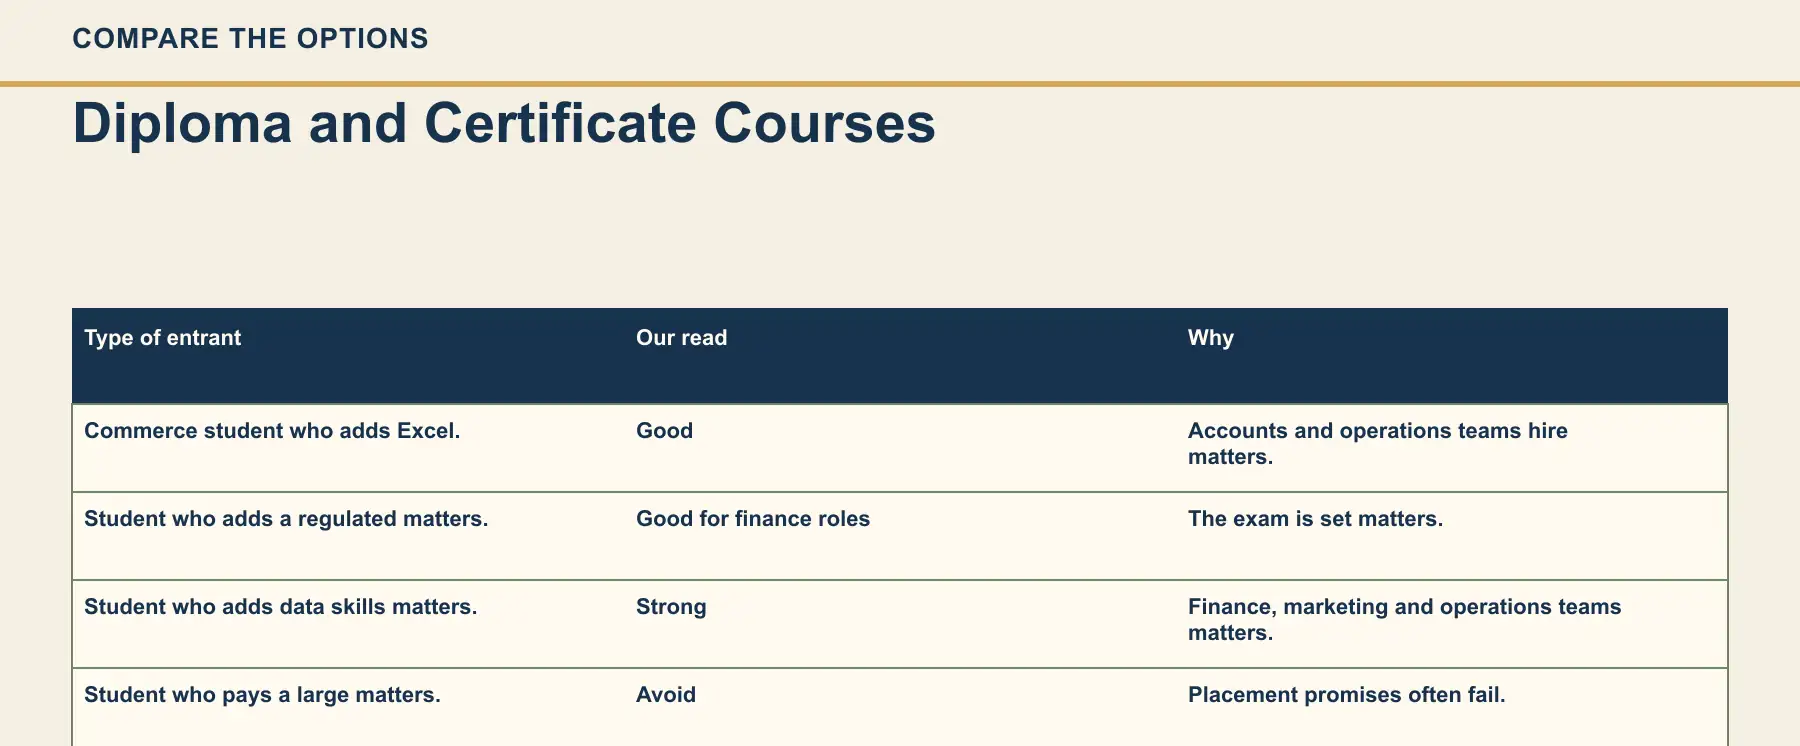 COMPARE THE OPTIONS
Diploma and Certificate Courses
Type of entrant
Our read
Why
Commerce student who adds Excel.
Good
Accounts and operations teams hire
matters.
Student who adds a regulated matters.
Good for finance roles
The exam is set matters.
Student who adds data skills matters.
Strong
Finance, marketing and operations teams
matters.
Student who pays a large matters.
Avoid
Placement promises often fail.